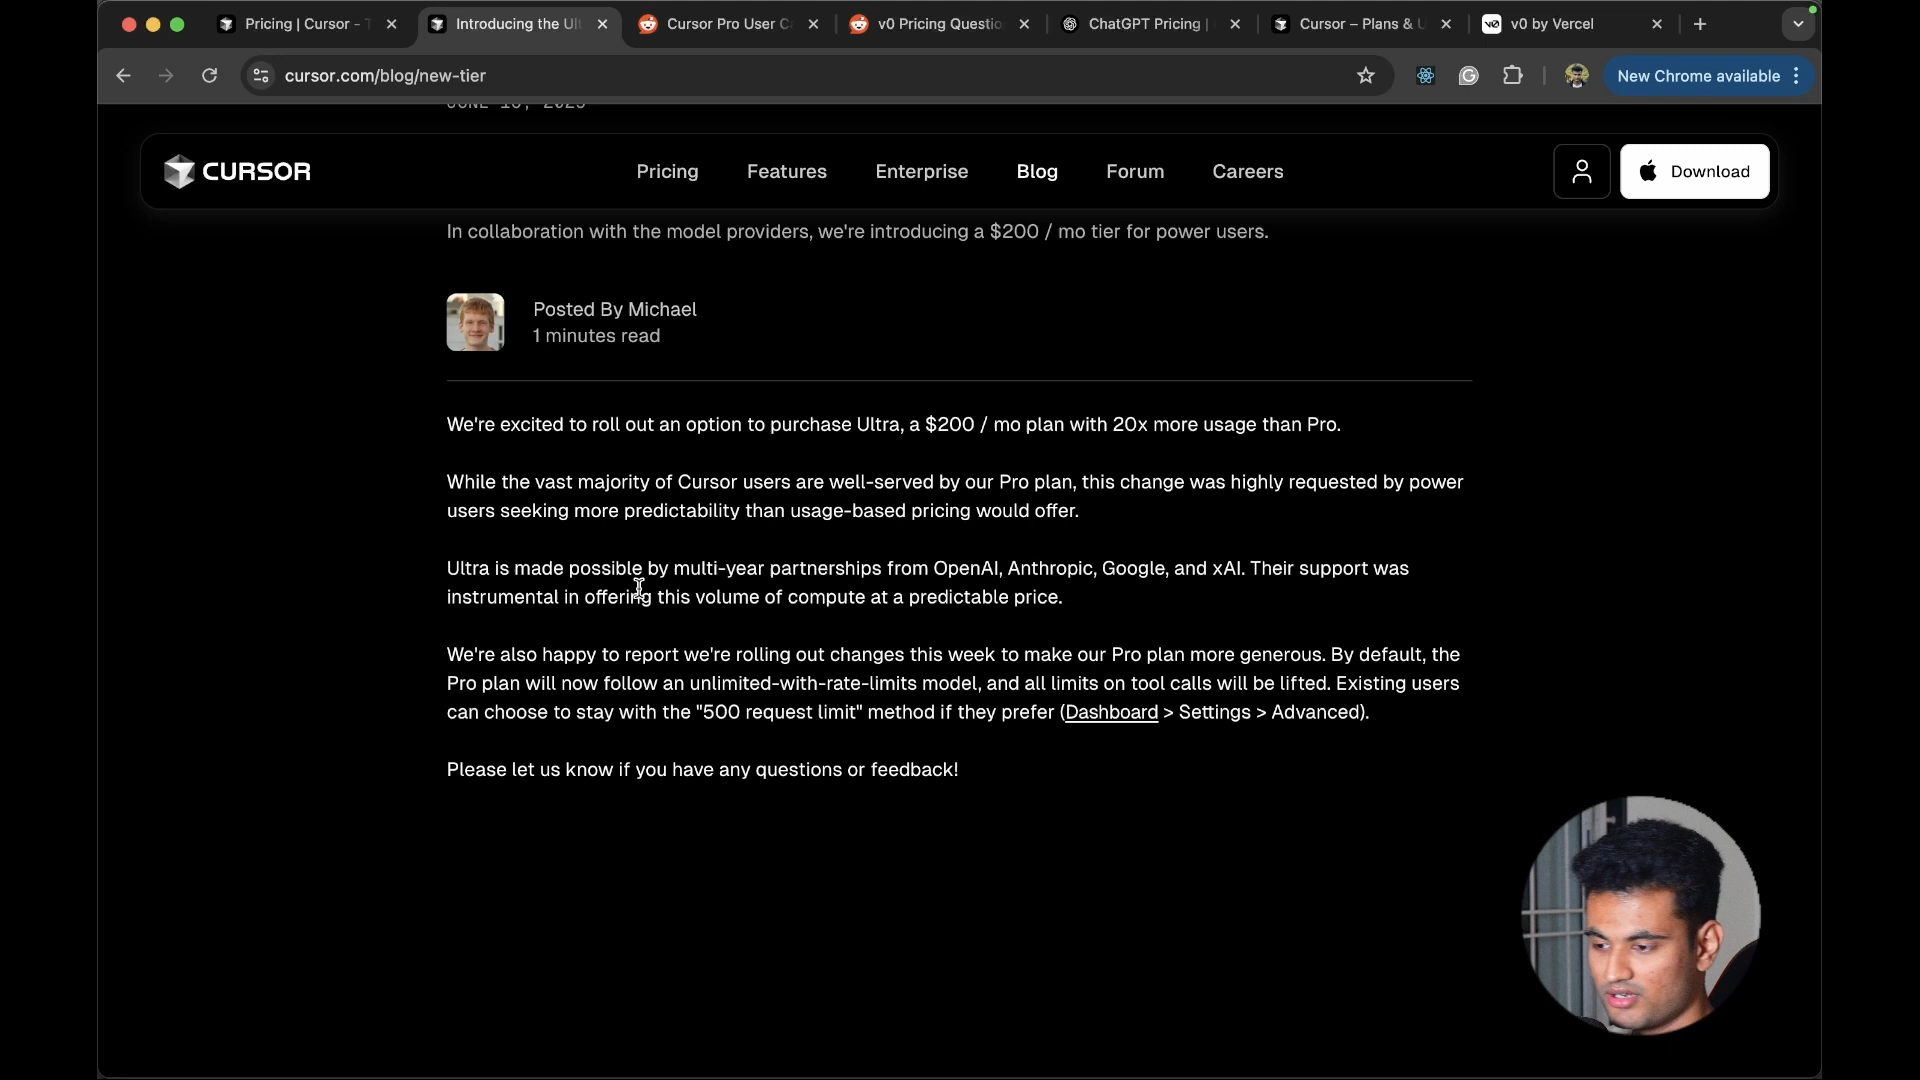 Pricing | Cursor - T
Introducing the Ul
Cursor Pro User C
v0 Pricing Questio
ChatGPT Pricing |
Cursor – Plans & U
v0 by Vercel
cursor.com/blog/new-tier
New Chrome available
CURSOR
Pricing
Features
Enterprise
Blog
Forum
Careers
Download
In collaboration with the model providers, we're introducing a $200 / mo tier for power users.
Posted By Michael
1 minutes read
We're excited to roll out an option to purchase Ultra, a $200 / mo plan with 20x more usage than Pro.
While the vast majority of Cursor users are well-served by our Pro plan, this change was highly requested by power
users seeking more predictability than usage-based pricing would offer.
Ultra is made possible by multi-year partnerships from OpenAI, Anthropic, Google, and xAI. Their support was
instrumental in offering this volume of compute at a predictable price.
We're also happy to report we're rolling out changes this week to make our Pro plan more generous. By default, the
Pro plan will now follow an unlimited-with-rate-limits model, and all limits on tool calls will be lifted. Existing users
can choose to stay with the "500 request limit" method if they prefer (Dashboard > Settings > Advanced).
Please let us know if you have any questions or feedback!